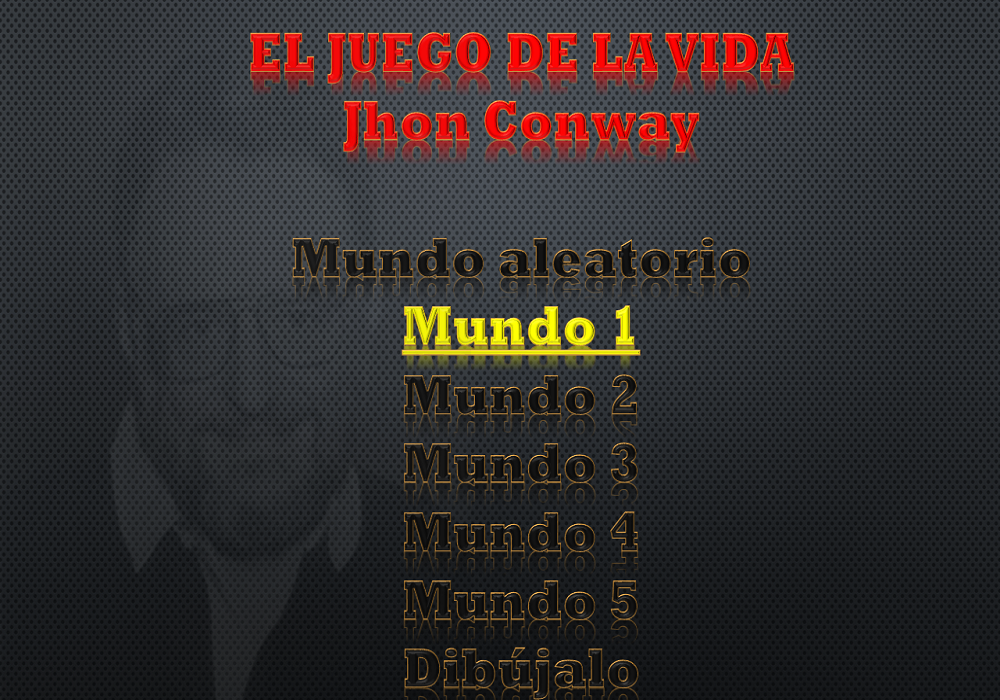 EL JUEGO DE LA VIDA
Jhon Conway
Mundo aleatorio
Mundo 1
Mundo 2
Mundo 3
Mundo 4
Mundo 5
Dibújalo